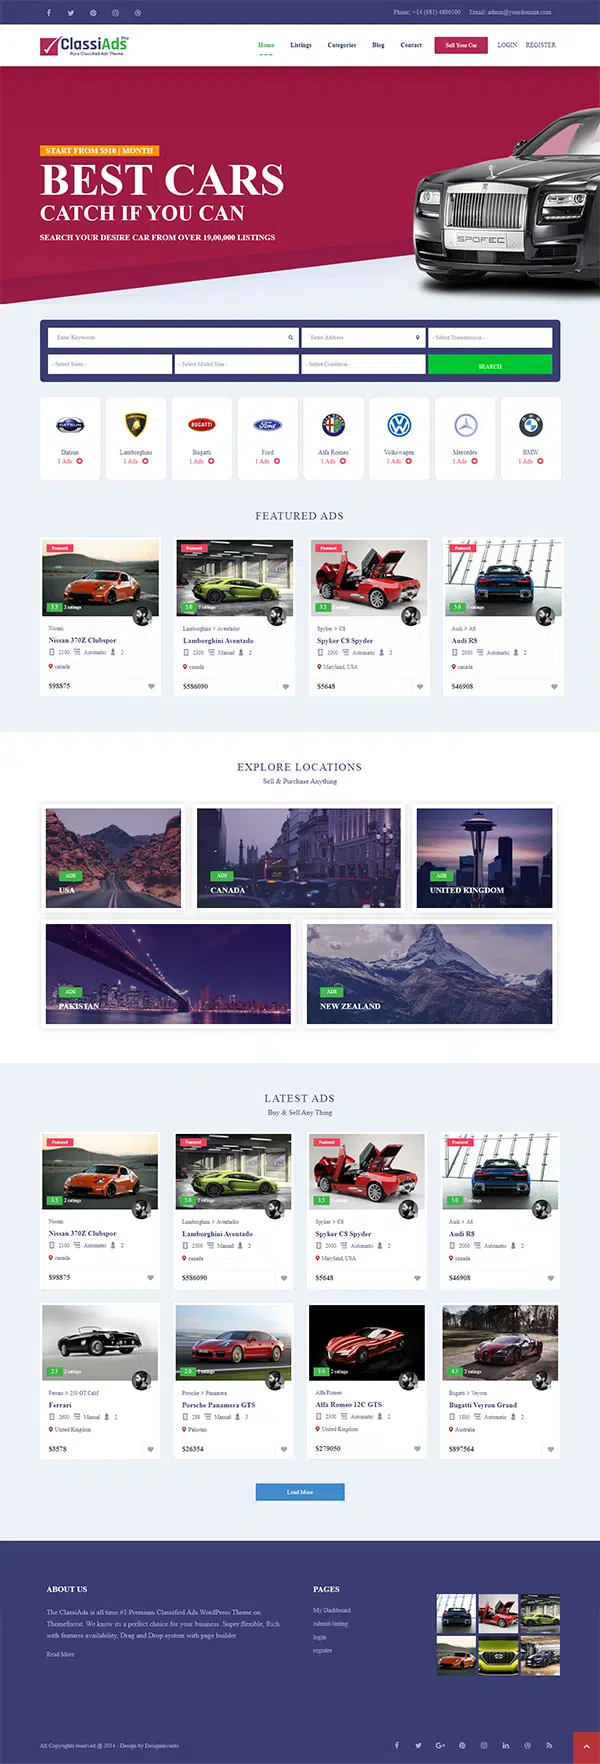 Phone: +14 (981) 4896500 Email: admin@yourdomain.com
ClassiAds Pro
Pure Classified Ads Theme
Home Listings Categories Blog Contact Sell Your Car LOGIN REGISTER
START FROM $510 | MONTH
BEST CARS
CATCH IF YOU CAN
SEARCH YOUR DESIRE CAR FROM OVER 19,00,000 LISTINGS
SPOFEC
Enter Keywords Enter Address - Select Transmission -
- Select Seats - - Select Model Year - - Select Condition - SEARCH
DATSUN BUGATTI Ford
Datsun Lamborghini Bugatti Ford Alfa Romeo Volkswagen Mercedes BMW
1 Ads 1 Ads 1 Ads 1 Ads 1 Ads 1 Ads 1 Ads 1 Ads
FEATURED ADS
Featured Featured Featured Featured
3.5 2 ratings 5.0 2 ratings 3.5 2 ratings 5.0 2 ratings
Nissan Lamborghini > Aventador Spyker > C8 Audi > A6
Nissan 370Z Clubspor Lamborghini Aventado Spyker C8 Spyder Audi R8
2100 Automatic 2 2300 Manual 2 2000 Automatic 2 2000 Automatic 2
canada canada Maryland, USA canada
$98875 $586090 $5648 $46908
EXPLORE LOCATIONS
Sell & Purchase Anything
ADS ADS ADS
USA CANADA UNITED KINGDOM
ADS ADS
PAKISTAN NEW ZEALAND
LATEST ADS
Buy & Sell Any Thing
Featured Featured Featured Featured
3.5 2 ratings 5.0 2 ratings 3.5 2 ratings 5.0 2 ratings
Nissan Lamborghini > Aventador Spyker > C8 Audi > A6
Nissan 370Z Clubspor Lamborghini Aventado Spyker C8 Spyder Audi R8
2100 Automatic 2 2300 Manual 2 2000 Automatic 2 2000 Automatic 2
canada canada Maryland, USA canada
$98875 $586090 $5648 $46908
2.5 2 ratings 2.0 2 ratings 3.0 2 ratings 4.5 2 ratings
Ferrari > 250 GT Calif Porsche > Panamera Alfa Romeo Bugatti > Veyron
Ferrari Porsche Panamera GTS Alfa Romeo 12C GTS Bugatti Veyron Grand
2600 Manual 2 288 Manual 5 2300 Automatic 2 1800 Automatic 2
United Kingdom Pakistan United Kingdom Australia
$3578 $26354 $279050 $897564
Load More
ABOUT US PAGES
The ClassiAds is all time #1 Premium Classified Ads WordPress Theme on My Dashboard
Themeforest. We know its a perfect choice for your business. Super flexible, Rich submit-listing
with features availability, Drag and Drop system with page builder login
Read More register
All Copyrights reserved @ 2014 - Design by Designinvento